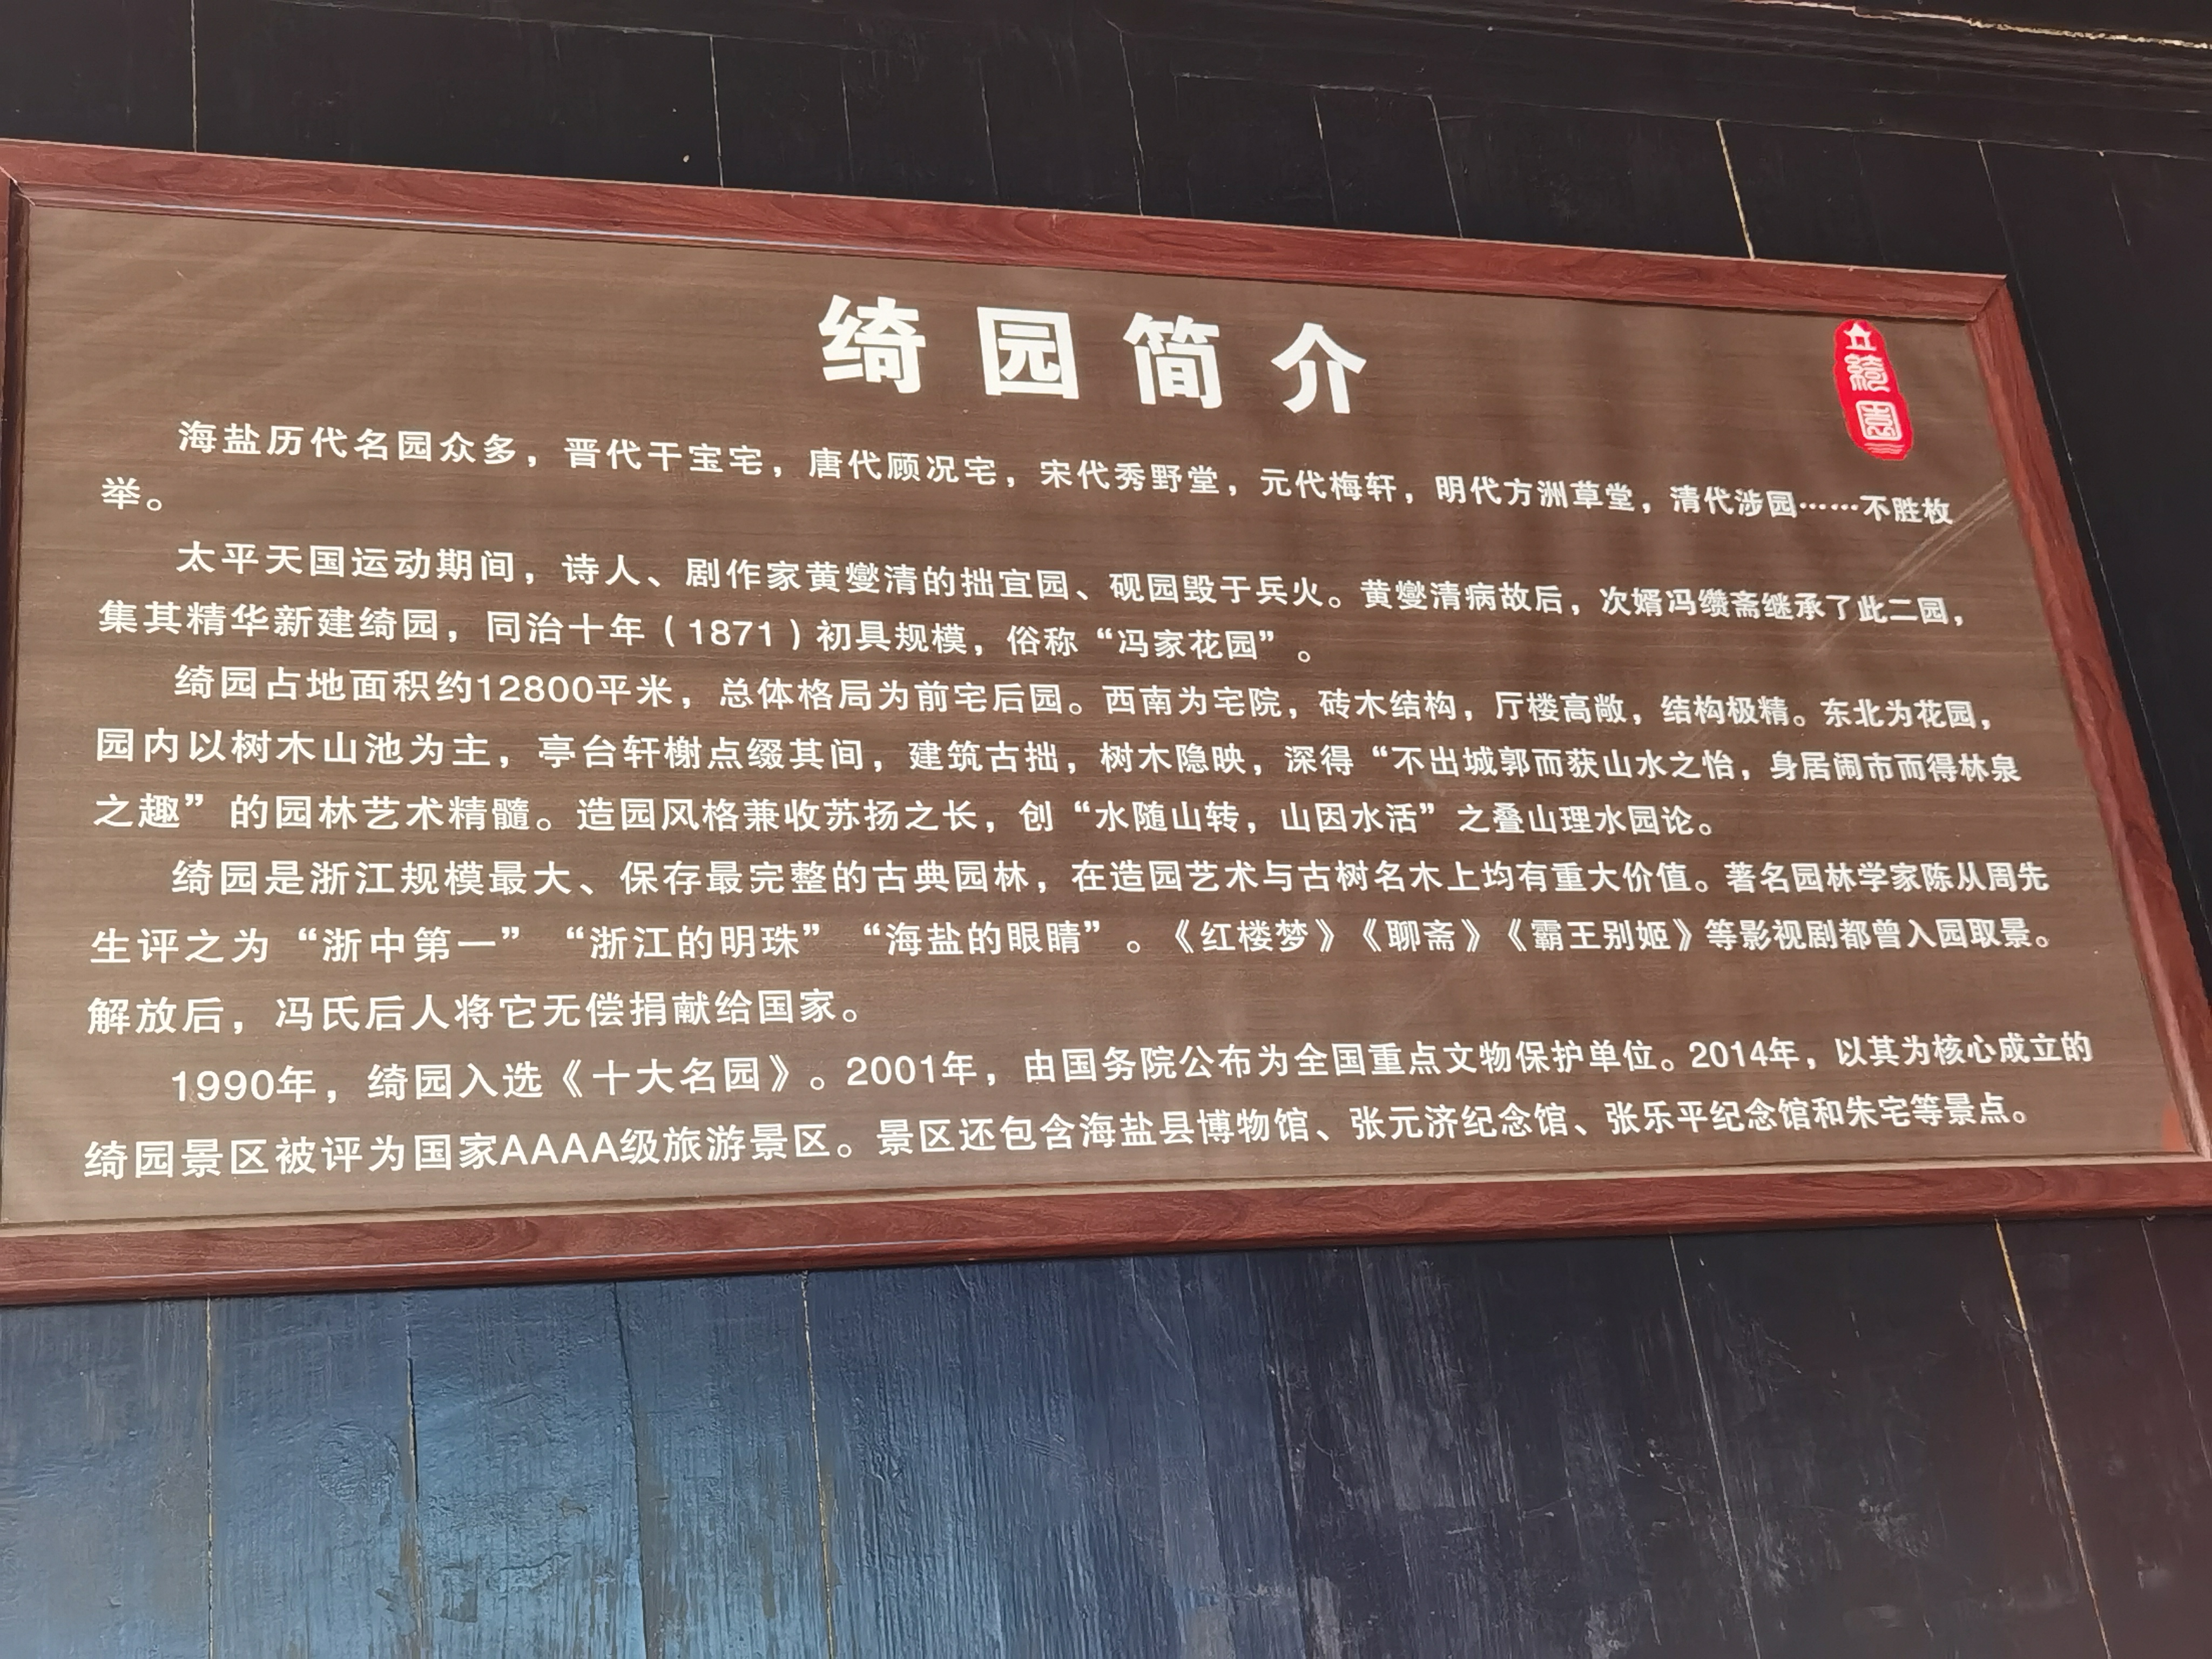 绮园简介
绮园
海盐历代名园众多，晋代干宝宅，唐代顾况宅，宋代秀野堂，元代梅轩，明代方洲草堂，清代涉园……不胜枚
举。
太平天国运动期间，诗人、剧作家黄燮清的拙宜园、砚园毁于兵火。黄燮清病故后，次婿冯缵斋继承了此二园，
集其精华新建绮园，同治十年（1871）初具规模，俗称“冯家花园”。
绮园占地面积约12800平米，总体格局为前宅后园。西南为宅院，砖木结构，厅楼高敞，结构极精。东北为花园，
园内以树木山池为主，亭台轩榭点缀其间，建筑古拙，树木隐映，深得“不出城郭而获山水之怡，身居闹市而得林泉
之趣”的园林艺术精髓。造园风格兼收苏扬之长，创“水随山转，山因水活”之叠山理水园论。
绮园是浙江规模最大、保存最完整的古典园林，在造园艺术与古树名木上均有重大价值。著名园林学家陈从周先
生评之为“浙中第一”“浙江的明珠”“海盐的眼睛”。《红楼梦》《聊斋》《霸王别姬》等影视剧都曾入园取景。
解放后，冯氏后人将它无偿捐献给国家。
1990年，绮园入选《十大名园》。2001年，由国务院公布为全国重点文物保护单位。2014年，以其为核心成立的
绮园景区被评为国家AAAA级旅游景区。景区还包含海盐县博物馆、张元济纪念馆、张乐平纪念馆和朱宅等景点。